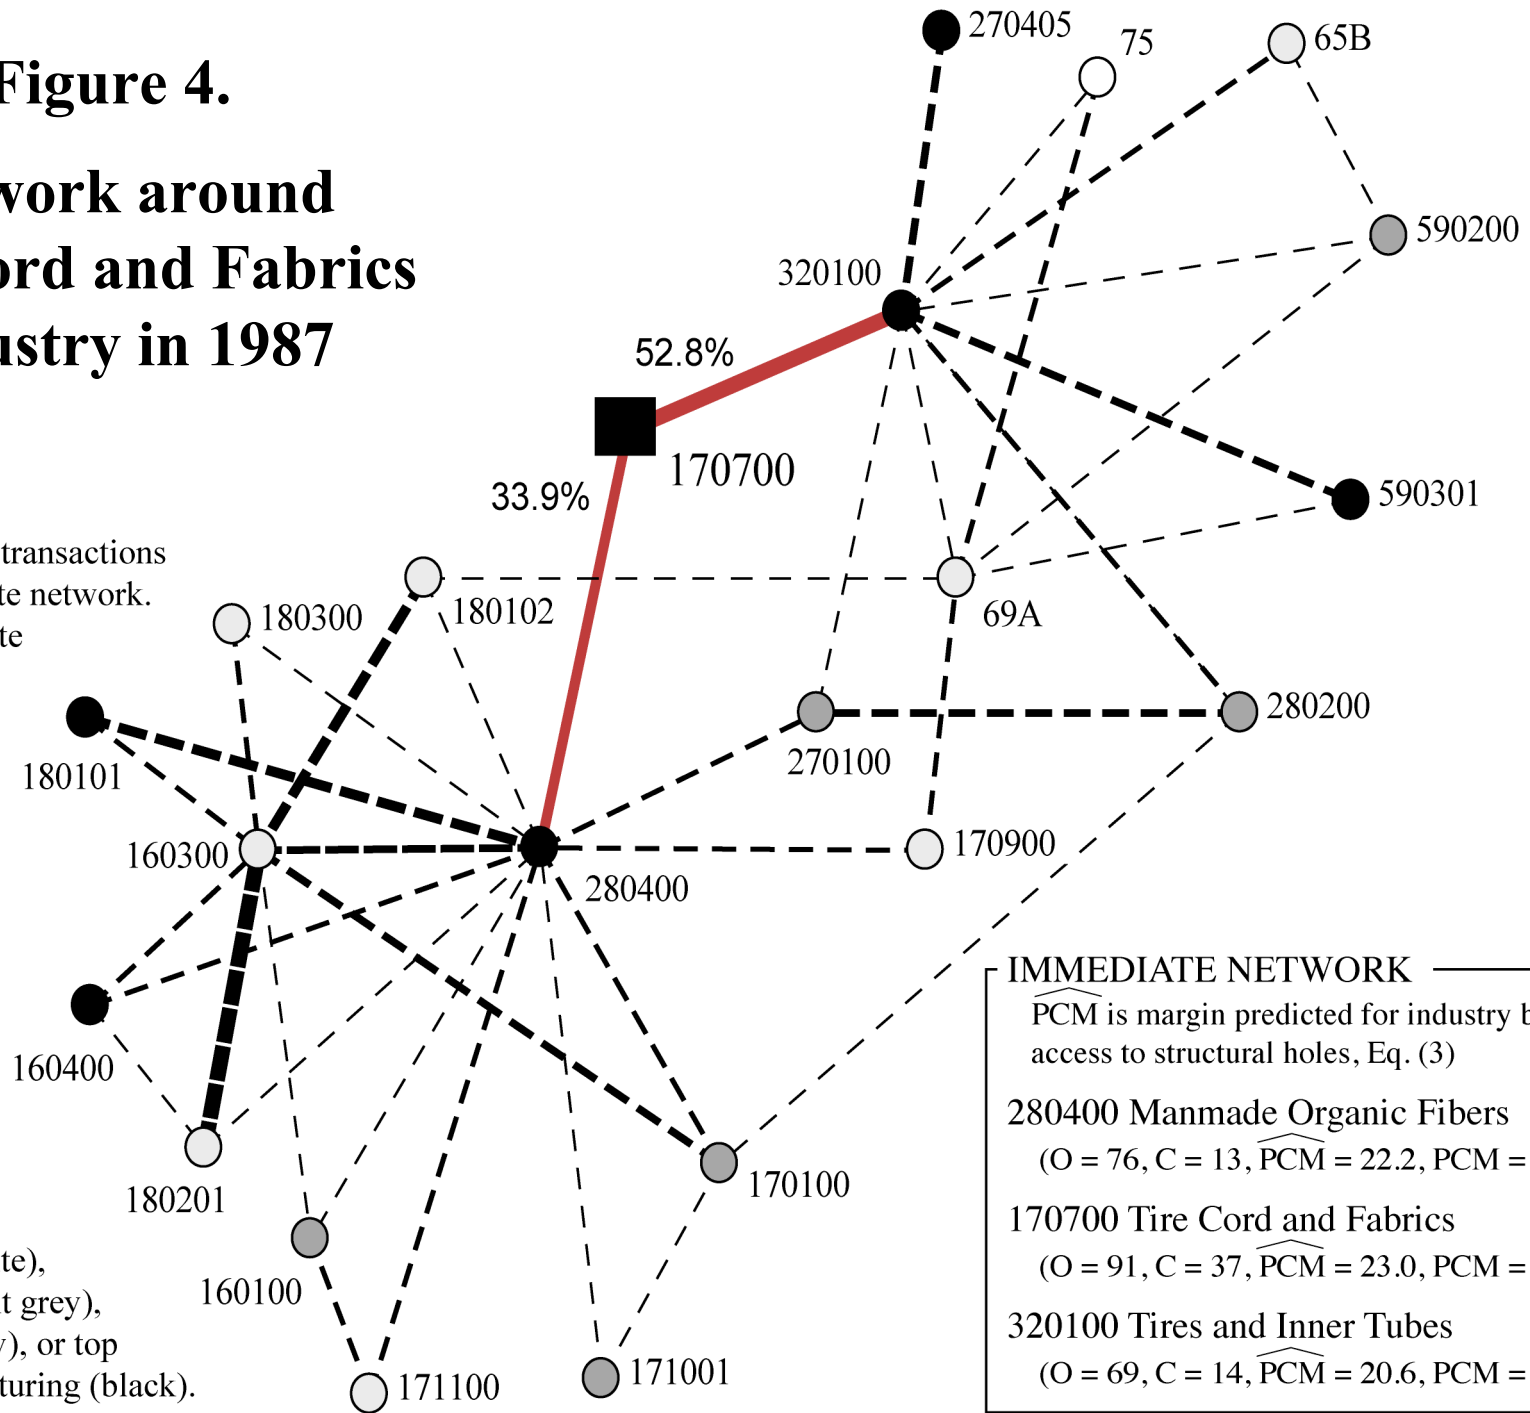 Figure 4.
work around
ord and Fabrics
ustry in 1987
270405
75
65B
590200
320100
52.8%
170700
33.9%
590301
transactions
te network.
te
180102
69A
180300
280200
270100
180101
160300
170900
280400
160400
180201
170100
160100
171100
171001
te),
t grey),
y), or top
cturing (black).
IMMEDIATE NETWORK
PCM is margin predicted for industry b
access to structural holes, Eq. (3)
280400 Manmade Organic Fibers
(O = 76, C = 13, PCM = 22.2, PCM =
170700 Tire Cord and Fabrics
(O = 91, C = 37, PCM = 23.0, PCM =
320100 Tires and Inner Tubes
(O = 69, C = 14, PCM = 20.6, PCM =